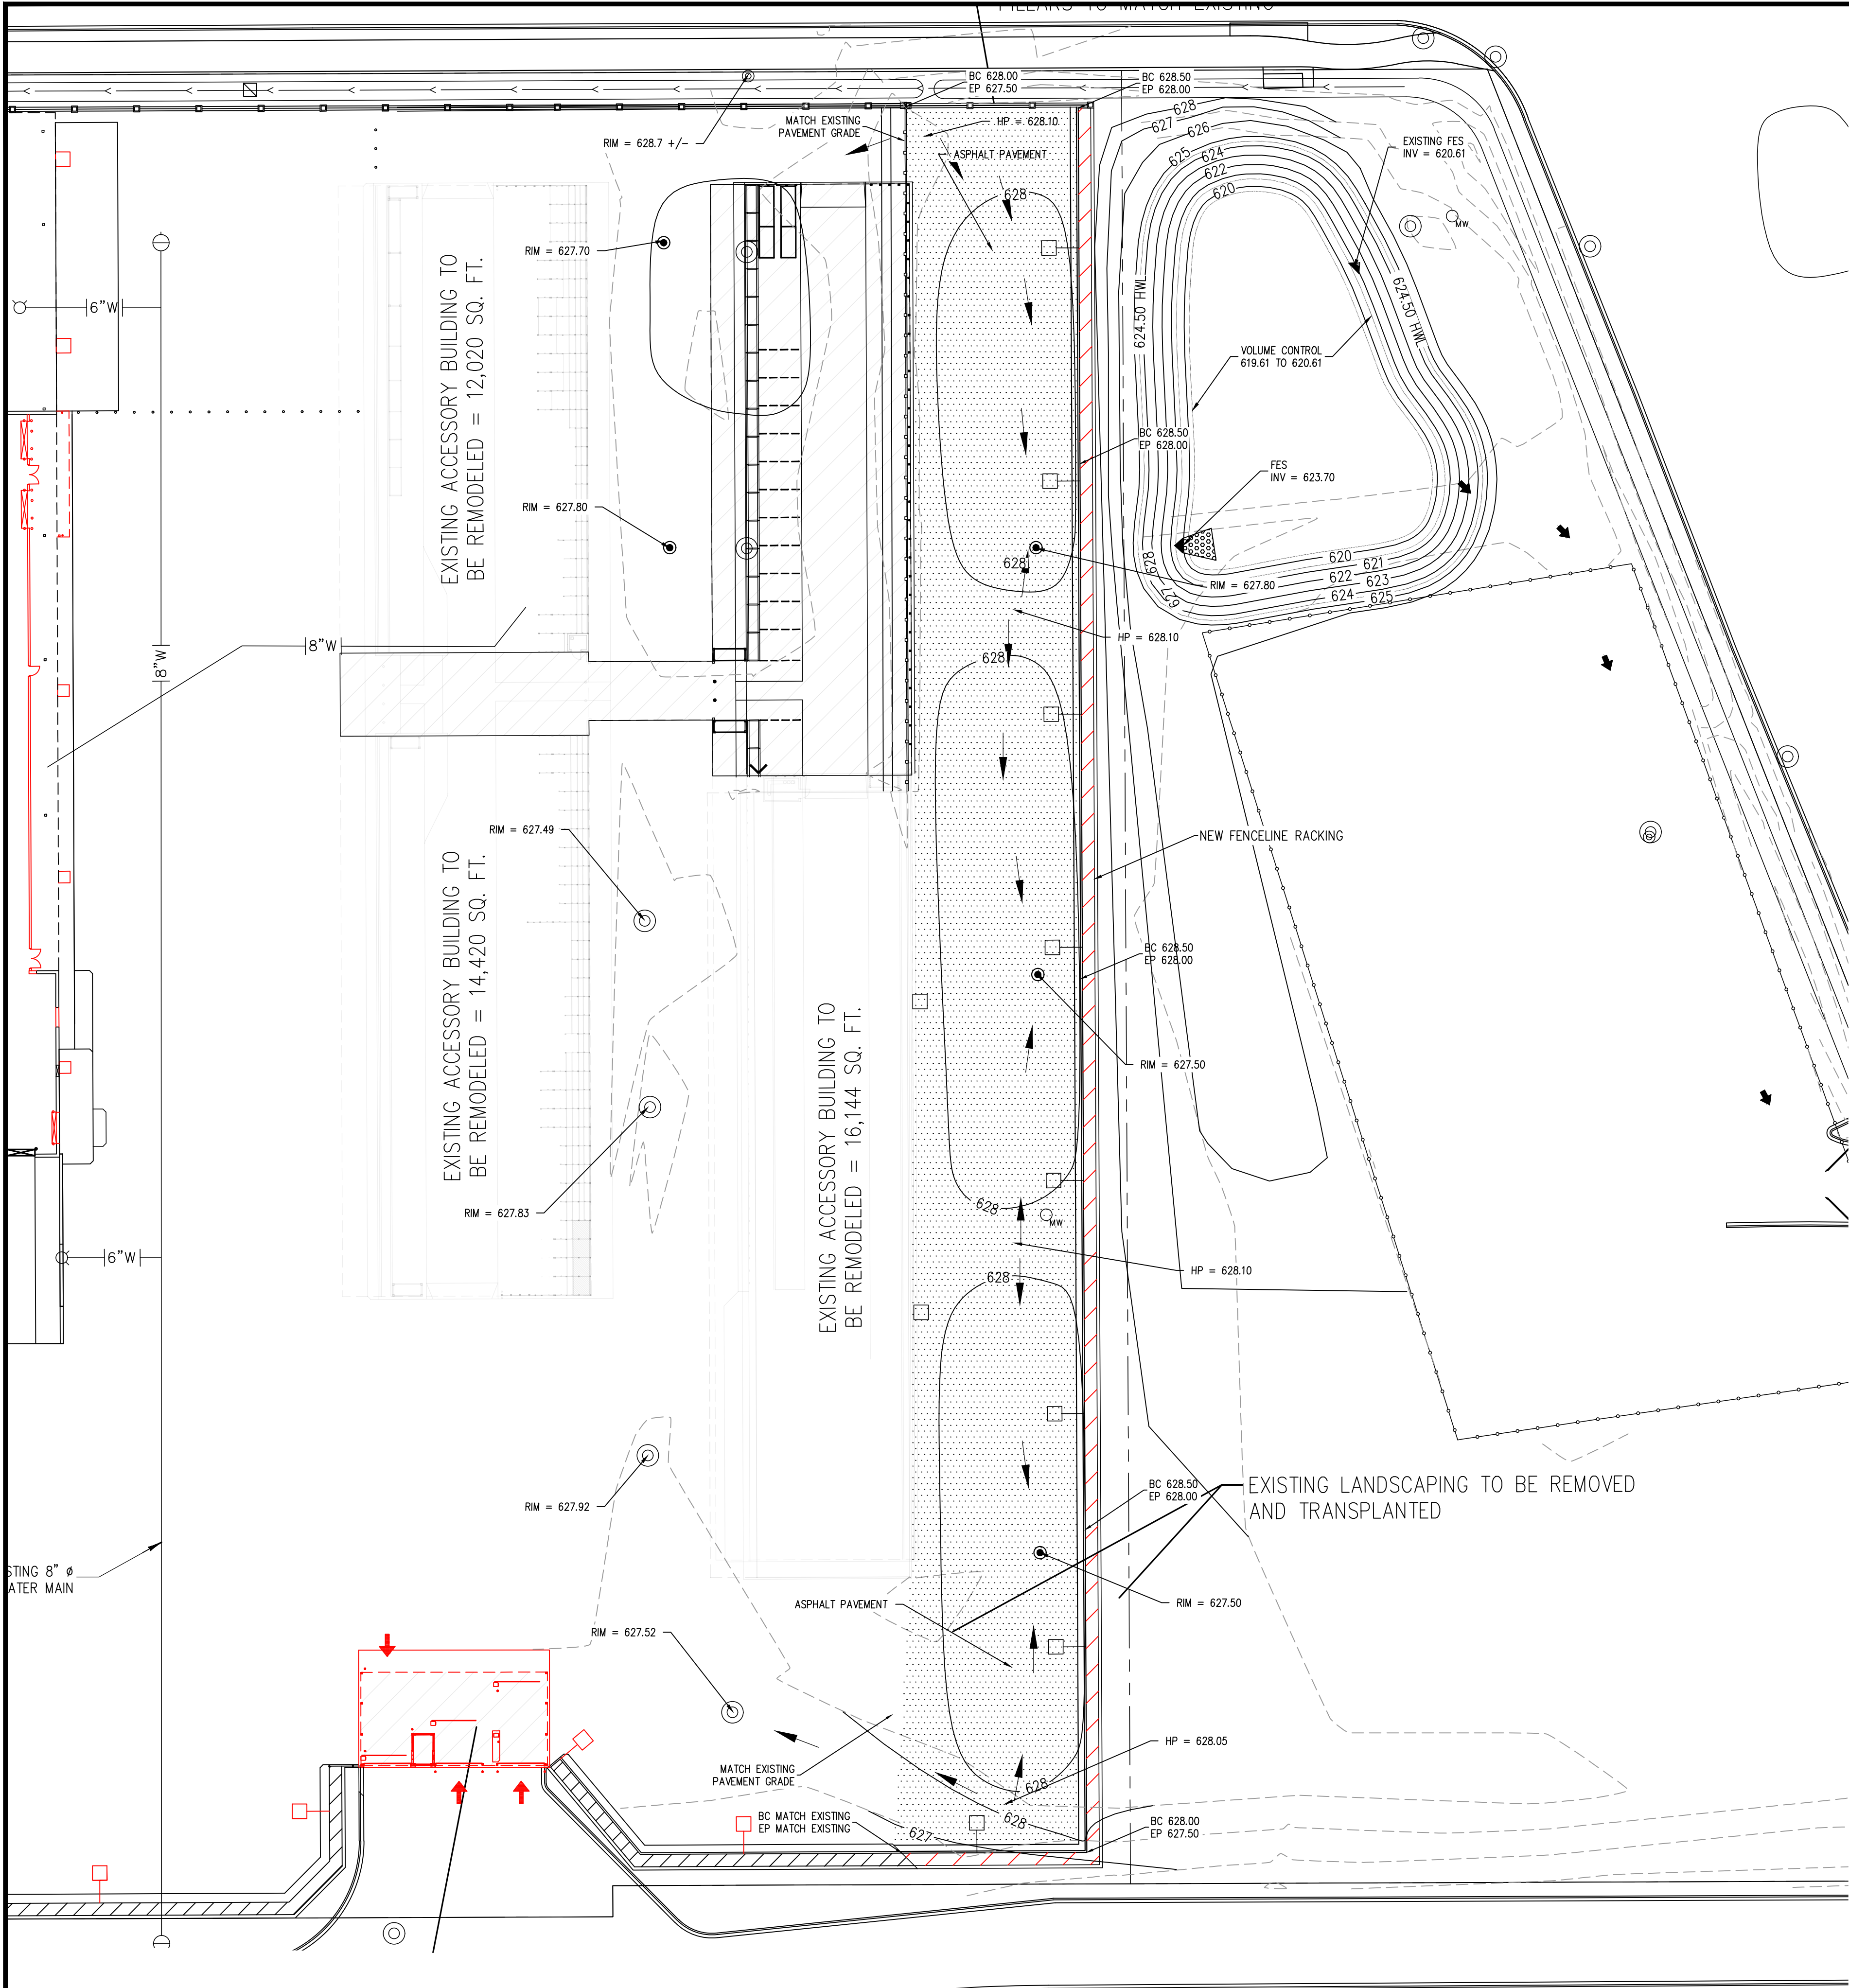 PILLARS TO MATCH EXISTING
BC 628.00
EP 627.50
BC 628.50
EP 628.00
MATCH EXISTING
PAVEMENT GRADE
HP = 628.10
RIM = 628.7 +/-
ASPHALT PAVEMENT
628
627
626
625
624
622
620
EXISTING FES
INV = 620.61
MW
628
RIM = 627.70
6"W
EXISTING ACCESSORY BUILDING TO
BE REMODELED = 12,020 SQ. FT.
624.50 HWL
624.50 HWL
VOLUME CONTROL
619.61 TO 620.61
BC 628.50
EP 628.00
FES
INV = 623.70
RIM = 627.80
628
628
627
RIM = 627.80
620
621
622
623
624
625
HP = 628.10
8"W
8"W
628
RIM = 627.49
NEW FENCELINE RACKING
EXISTING ACCESSORY BUILDING TO
BE REMODELED = 14,420 SQ. FT.
BC 628.50
EP 628.00
EXISTING ACCESSORY BUILDING TO
BE REMODELED = 16,144 SQ. FT.
RIM = 627.50
RIM = 627.83
628
MW
6"W
HP = 628.10
628
BC 628.50
EP 628.00
EXISTING LANDSCAPING TO BE REMOVED
AND TRANSPLANTED
RIM = 627.92
STING 8" Ø
ATER MAIN
ASPHALT PAVEMENT
RIM = 627.50
RIM = 627.52
HP = 628.05
MATCH EXISTING
PAVEMENT GRADE
628
BC MATCH EXISTING
EP MATCH EXISTING
628
627
BC 628.00
EP 627.50